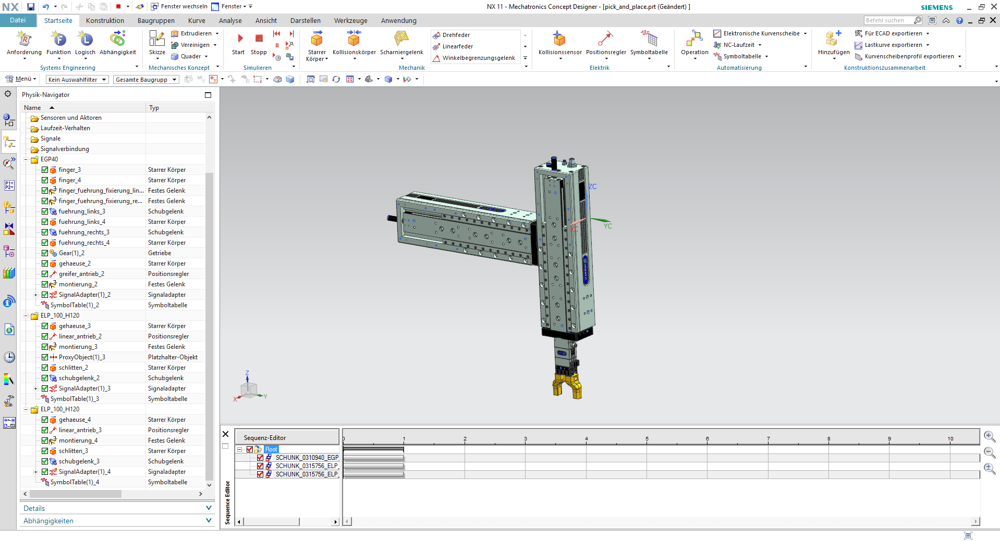 NX
Fenster wechseln
Fenster
NX 11 - Mechatronics Concept Designer - [pick_and_place.prt (Geändert) ]
SIEMENS
Datei
Startseite
Konstruktion
Baugruppen
Kurve
Analyse
Ansicht
Darstellen
Werkzeuge
Anwendung
Befehl suchen
Anforderung
Funktion
Logisch
Abhängigkeit
Systems Engineering
Skizze
Extrudieren
Vereinigen
Quader
Mechanisches Konzept
Start
Stopp
Simulieren
Starrer Körper
Kollisionskörper
Scharniergelenk
Drehfeder
Linearfeder
Winkelbegrenzungsgelenk
Mechanik
Kollisionssensor
Positionsregler
Symboltabelle
Elektrik
Operation
Elektronische Kurvenscheibe
NC-Laufzeit
Symboltabelle
Automatisierung
Hinzufügen
Für ECAD exportieren
Lastkurve exportieren
Kurvenscheibenprofil exportieren
Konstruktionszusammenarbeit
Menü
Kein Auswahlfilter
Gesamte Baugrupp
Physik-Navigator
Name Typ
Sensoren und Aktoren
Laufzeit-Verhalten
Signale
Signalverbindung
EGP40
finger_3 Starrer Körper
finger_4 Starrer Körper
finger_fuehrung_fixierung_lin... Festes Gelenk
finger_fuehrung_fixierung_re... Festes Gelenk
fuehrung_links_3 Schubgelenk
fuehrung_links_4 Starrer Körper
fuehrung_rechts_3 Schubgelenk
fuehrung_rechts_4 Starrer Körper
Gear(1)_2 Getriebe
gehaeuse_2 Starrer Körper
greifer_antrieb_2 Positionsregler
montierung_2 Festes Gelenk
SignalAdapter(1)_2 Signaladapter
SymbolTable(1)_2 Symboltabelle
ELP_100_H120
gehaeuse_3 Starrer Körper
linear_antrieb_2 Positionsregler
montierung_3 Festes Gelenk
ProxyObject(1)_3 Platzhalter-Objekt
schlitten_2 Starrer Körper
schubgelenk_2 Schubgelenk
SignalAdapter(1)_3 Signaladapter
SymbolTable(1)_3 Symboltabelle
ELP_100_H120
gehaeuse_4 Starrer Körper
linear_antrieb_3 Positionsregler
montierung_4 Festes Gelenk
schlitten_3 Starrer Körper
schubgelenk_3 Schubgelenk
SignalAdapter(1)_4 Signaladapter
SymbolTable(1)_4 Symboltabelle
Details
Abhängigkeiten
ZC
XC
YC
Z
X
Y
Sequence Editor
Sequenz-Editor
0 1 2 3 4 5 6 7 8 9 10
Root
SCHUNK_0310940_EGP_
SCHUNK_0315756_ELP_
SCHUNK_0315756_ELP_